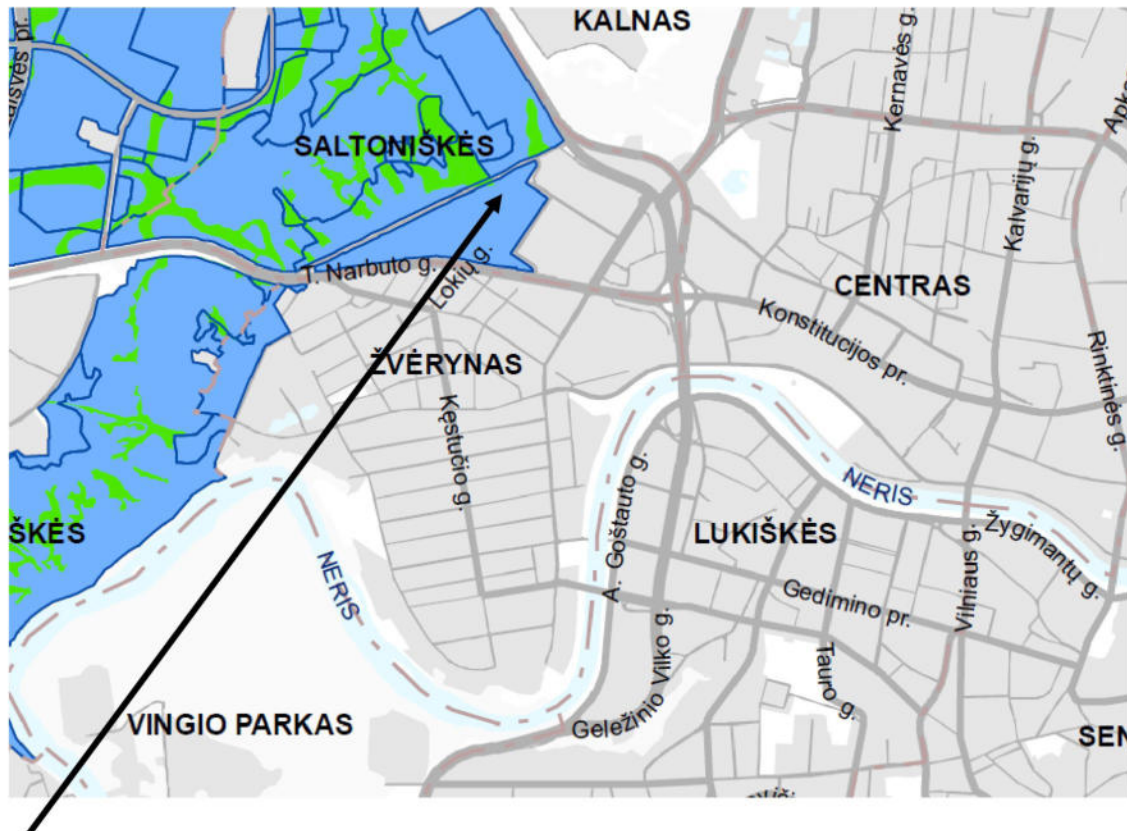 KALNAS
Kernavės g.
SALTONIŠKĖS
Kalvarijų g.
T. Narbuto g.
Lokių g.
CENTRAS
Konstitucijos pr.
ŽVĖRYNAS
Rinktinės g.
Kęstučio g.
NERIS
A. Goštauto g.
LUKIŠKĖS
ŠKĖS
Žygimantų g.
NERIS
Gedimino pr.
Vilniaus g.
Geležinio Vilko g.
Tauro g.
VINGIO PARKAS
SEN